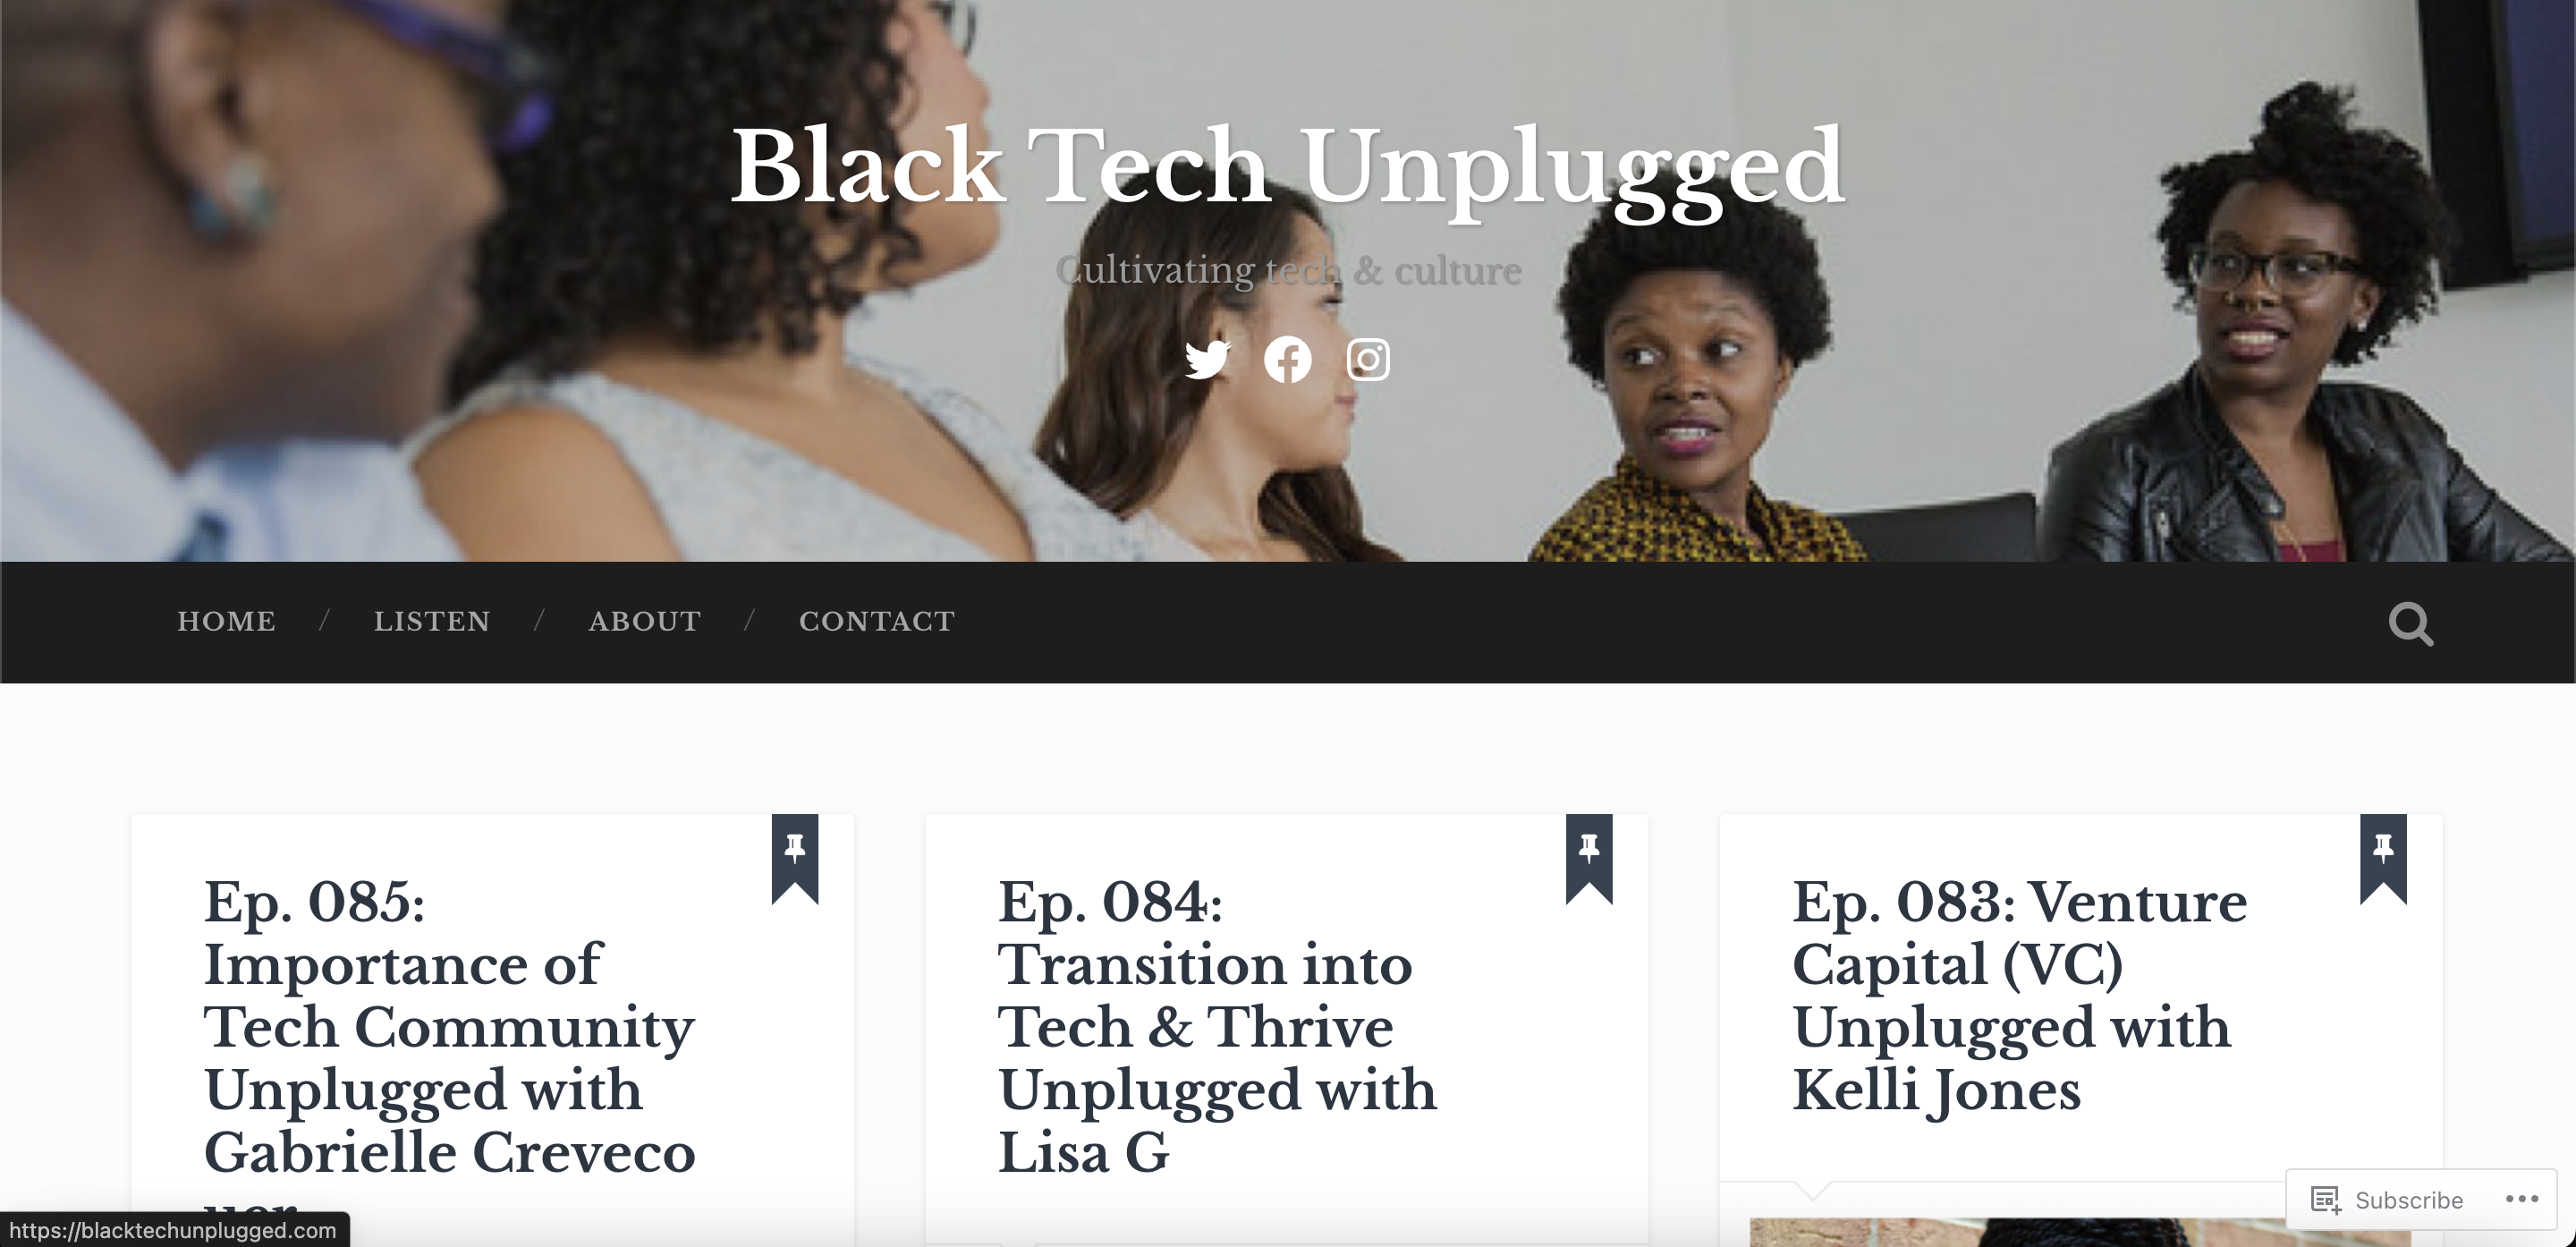 Black Tech Unplugged
Cultivating tech & culture
HOME / LISTEN / ABOUT / CONTACT
Ep. 085:
Importance of
Tech Community
Unplugged with
Gabrielle Creveco
uer
Ep. 084:
Transition into
Tech & Thrive
Unplugged with
Lisa G
Ep. 083: Venture
Capital (VC)
Unplugged with
Kelli Jones
Subscribe
https://blacktechunplugged.com